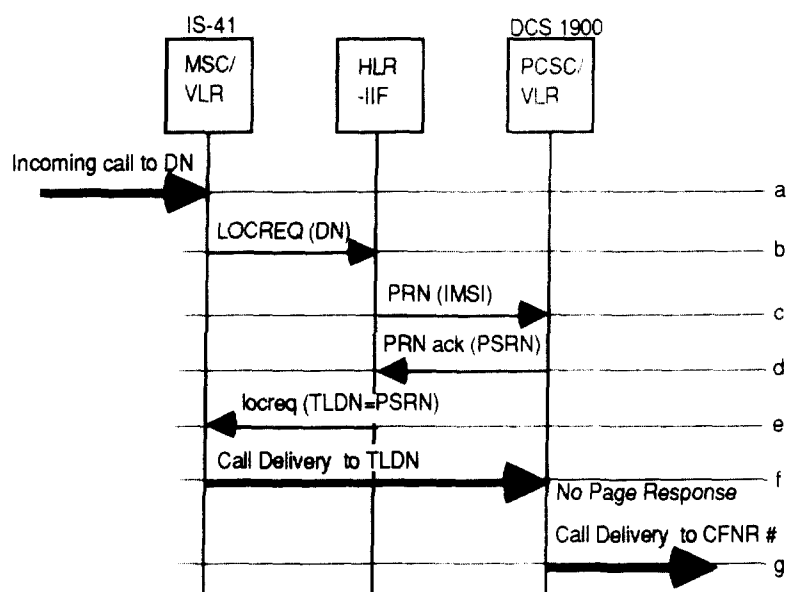 IS-41
DCS 1900
MSC/
VLR
HLR
-IIF
PCSC/
VLR
Incoming call to DN
a
LOCREQ (DN)
b
PRN (IMSI)
c
PRN ack (PSRN)
d
locreq (TLDN=PSRN)
e
Call Delivery to TLDN
f
No Page Response
Call Delivery to CFNR #
g